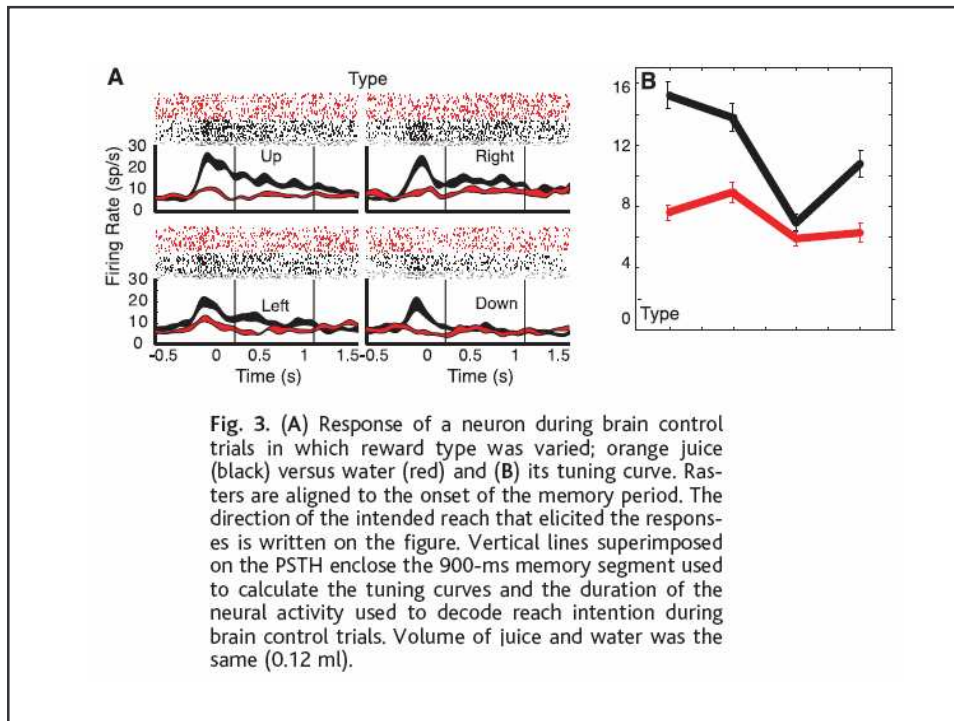 A
Type
B
30
20
10
0
Up
Right
Firing Rate (sp/s)
30
20
10
0
Left
Down
-0.5 0 0.5 1 1.5
-0.5 0 0.5 1 1.5
Time (s)
Time (s)
16
12
8
4
0
Type
Fig. 3. (A) Response of a neuron during brain control
trials in which reward type was varied; orange juice
(black) versus water (red) and (B) its tuning curve. Ras-
ters are aligned to the onset of the memory period. The
direction of the intended reach that elicited the respons-
es is written on the figure. Vertical lines superimposed
on the PSTH enclose the 900-ms memory segment used
to calculate the tuning curves and the duration of the
neural activity used to decode reach intention during
brain control trials. Volume of juice and water was the
same (0.12 ml).